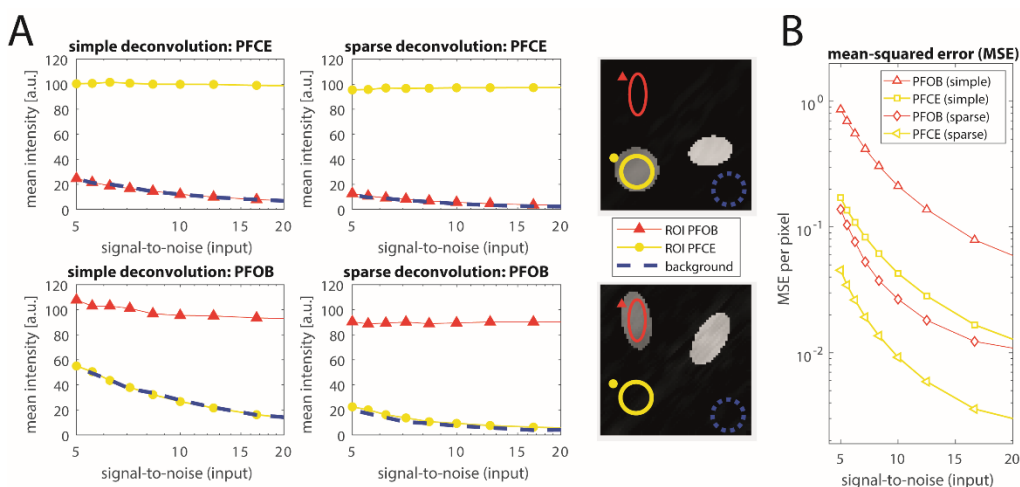 A
simple deconvolution: PFCE
mean intensity [a.u.]
120
100
80
60
40
20
0
5
10
15
20
signal-to-noise (input)
sparse deconvolution: PFCE
mean intensity [a.u.]
120
100
80
60
40
20
0
5
10
15
20
signal-to-noise (input)
ROI PFOB
ROI PFCE
background
simple deconvolution: PFOB
mean intensity [a.u.]
120
100
80
60
40
20
0
5
10
15
20
signal-to-noise (input)
sparse deconvolution: PFOB
mean intensity [a.u.]
120
100
80
60
40
20
0
5
10
15
20
signal-to-noise (input)
B
mean-squared error (MSE)
PFOB (simple)
PFCE (simple)
PFOB (sparse)
PFCE (sparse)
MSE per pixel
10⁰
10⁻¹
10⁻²
5
10
15
20
signal-to-noise (input)